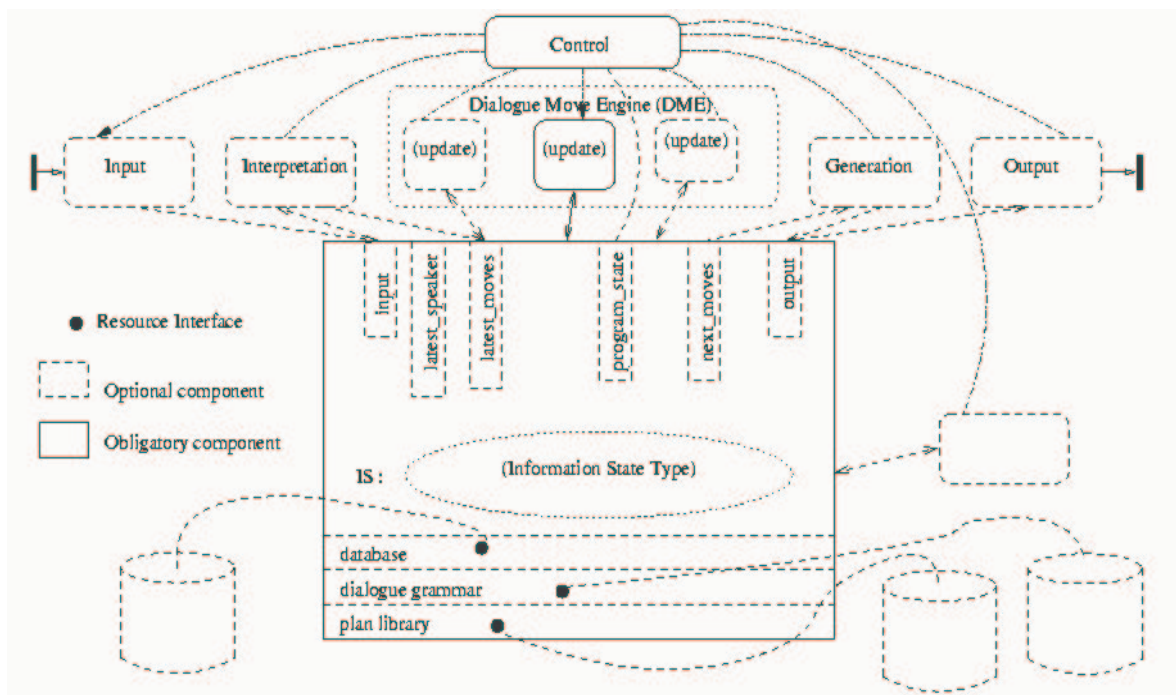 Control
Dialogue Move Engine (DME)
Input
Interpretation
(update)
(update)
(update)
Generation
Output
input
latest_speaker
latest_moves
program_state
next_moves
output
Resource Interface
Optional component
Obligatory component
IS :
(Information State Type)
database
dialogue grammar
plan library